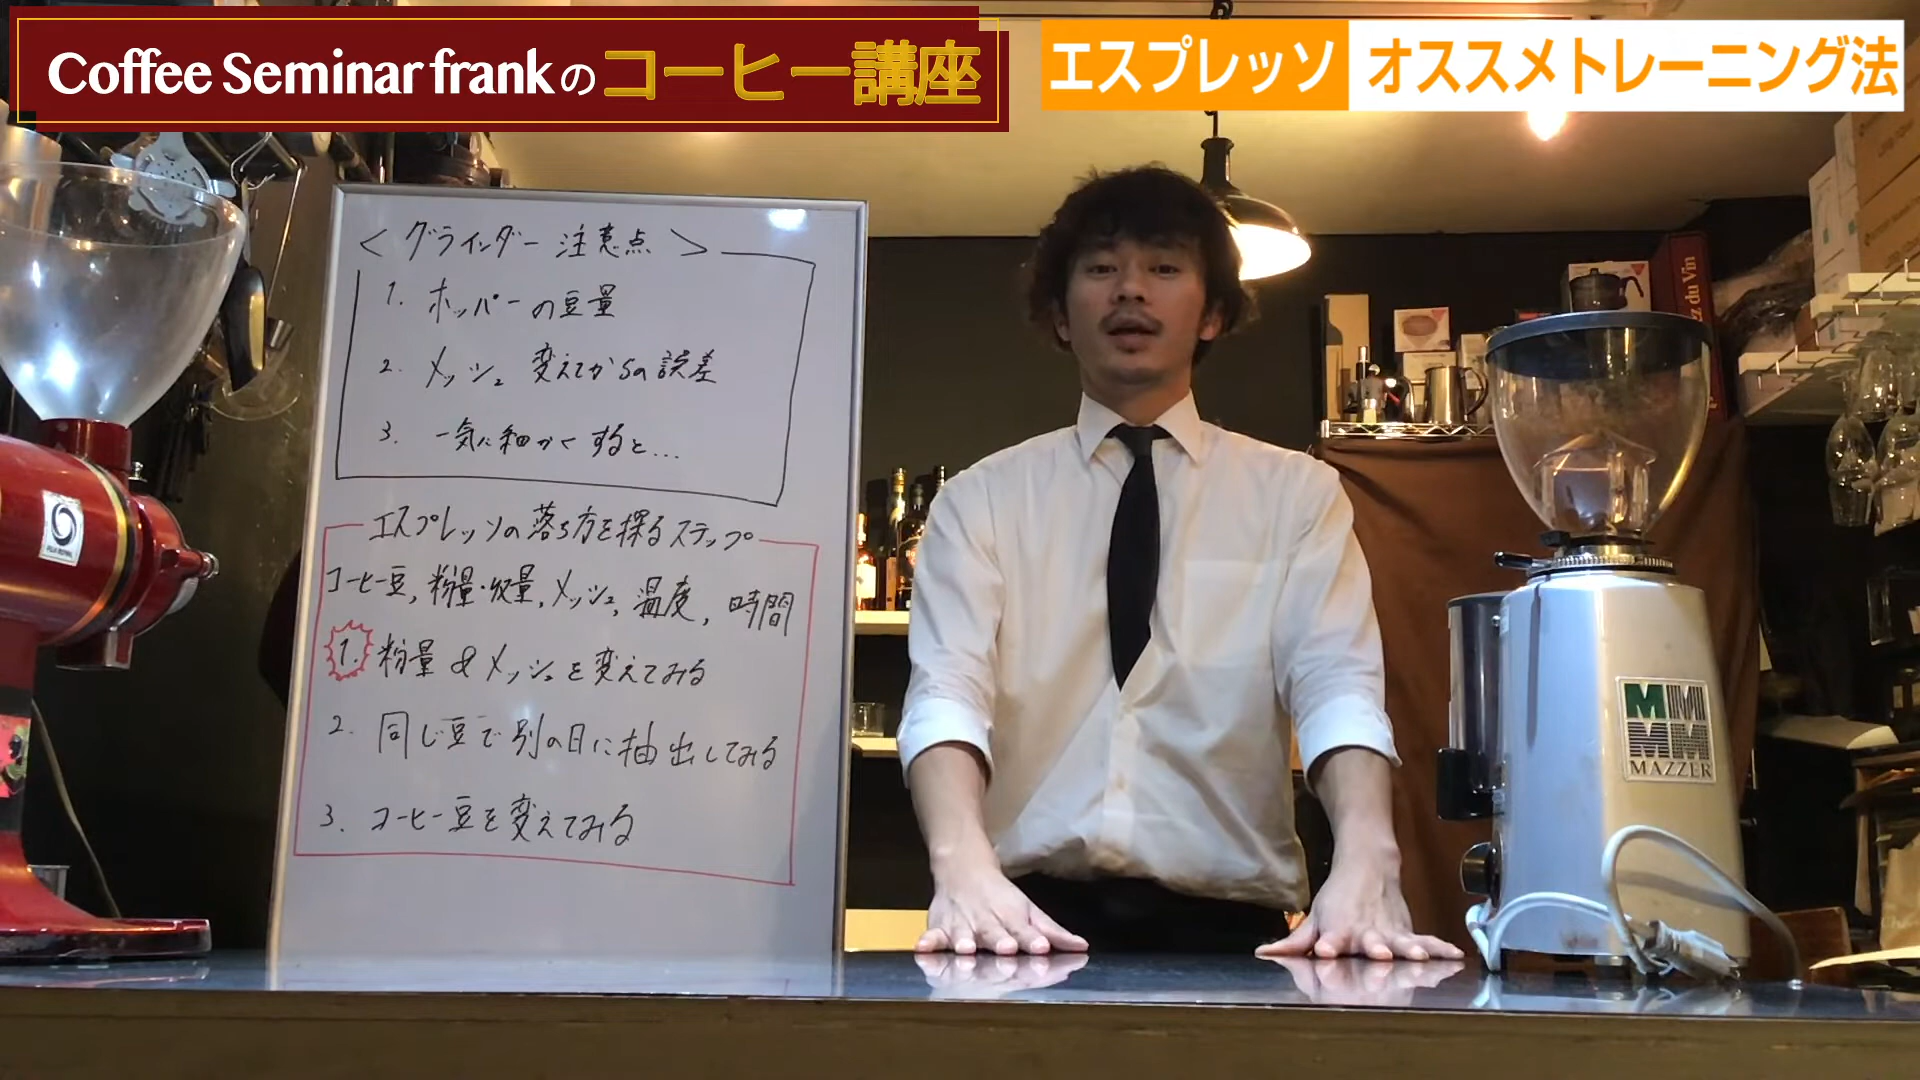 Coffee Seminar frankのコーヒー講座
エスプレッソ オススメトレーニング法
<グラインダー 注意点>
1. ホッパーの豆量
2. メッシュ 変えてからの誤差
3. 一気に細かくすると...
エスプレッソの落ち方を探るステップ
コーヒー豆, 粉量・収量, メッシュ, 温度, 時間
1. 粉量 & メッシュを変えてみる
2. 同じ豆で別の日に抽出してみる
3. コーヒー豆を変えてみる
MAZZER
du Vin